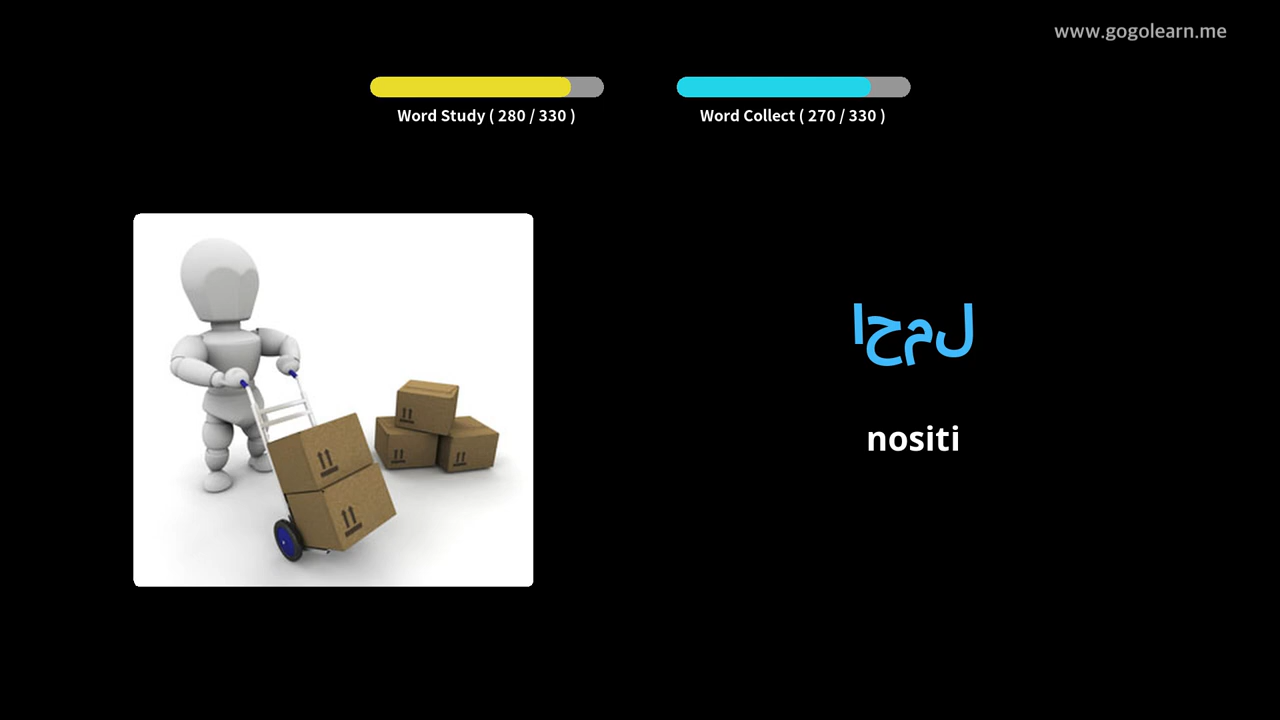 www.gogolearn.me
Word Study ( 280 / 330 )
Word Collect ( 270 / 330 )
احمل
nositi